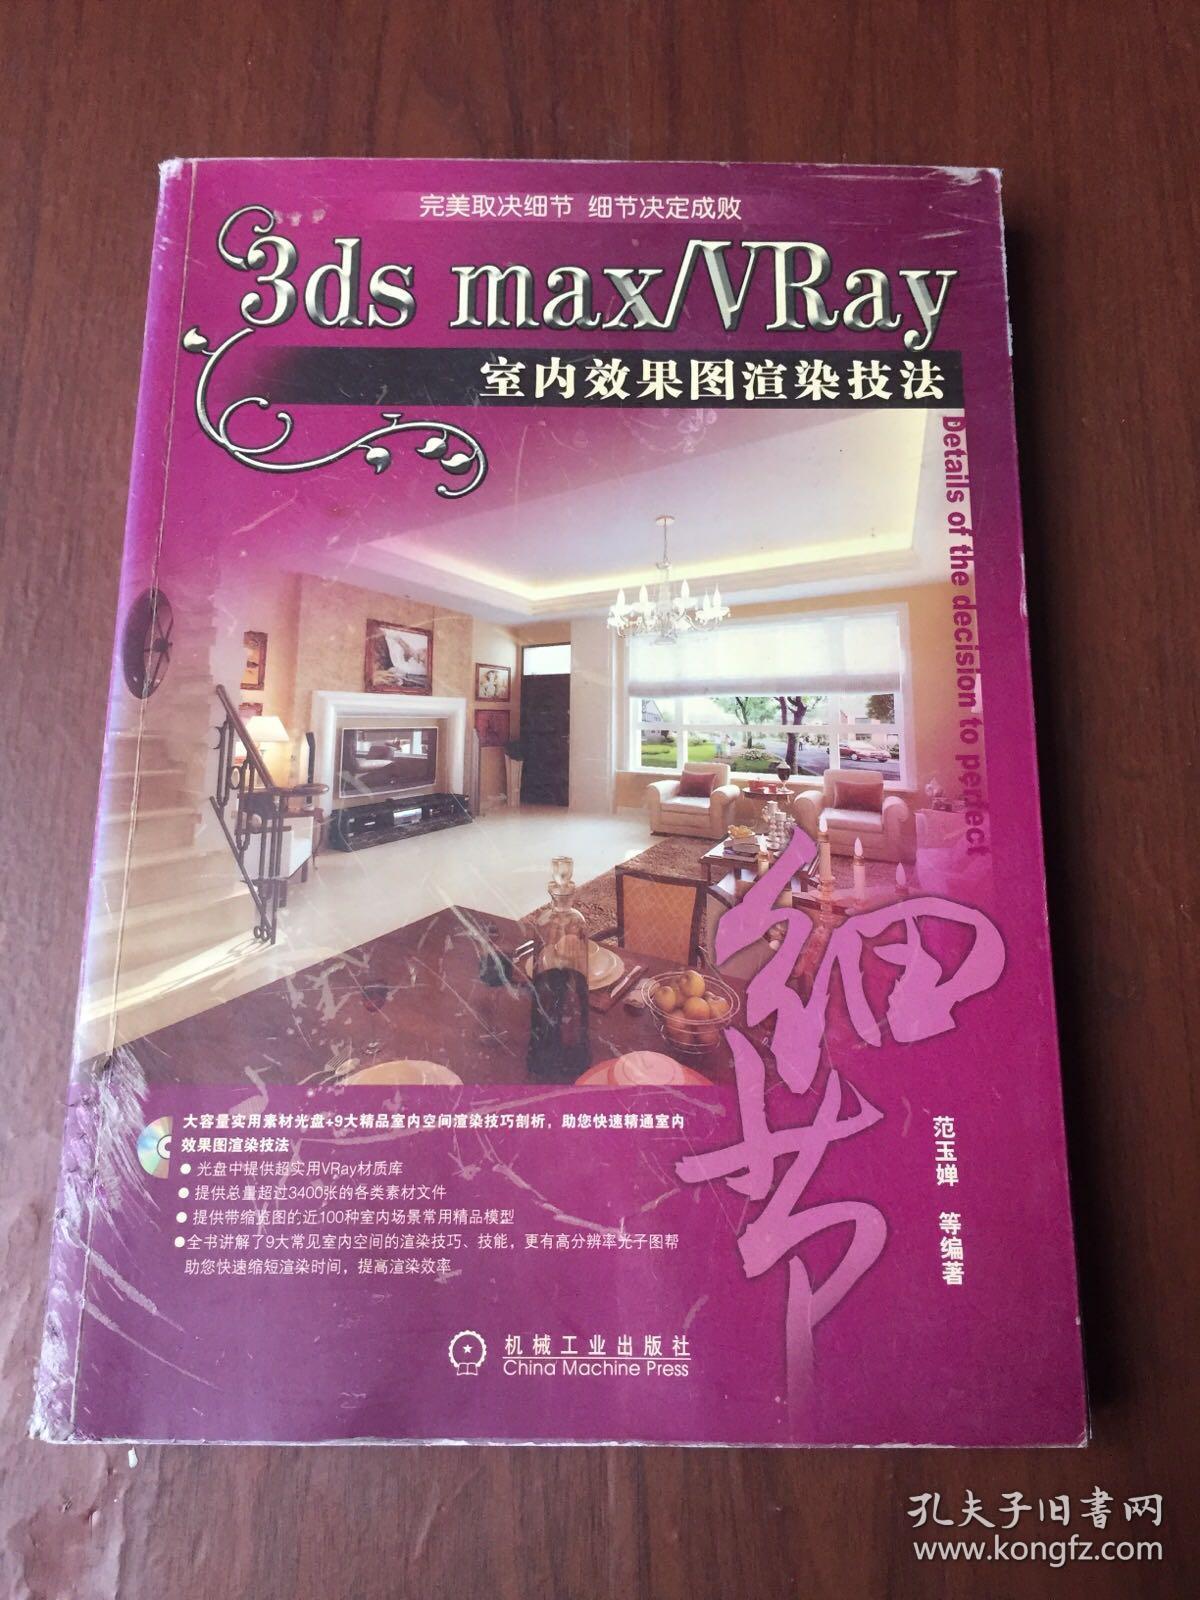 完美取决细节 细节决定成败
3ds max/VRay
室内效果图渲染技法
Details of the decision to perfect
细节
大容量实用素材光盘+9大精品室内空间渲染技巧剖析，助您快速精通室内
效果图渲染技法
● 光盘中提供超实用VRay材质库
● 提供总量超过3400张的各类素材文件
● 提供带缩览图的近100种室内场景常用精品模型
●全书讲解了9大常见室内空间的渲染技巧、技能，更有高分辨率光子图帮
助您快速缩短渲染时间，提高渲染效率
范玉婵 等编著
机械工业出版社
China Machine Press
孔夫子旧书网
www.kongfz.com